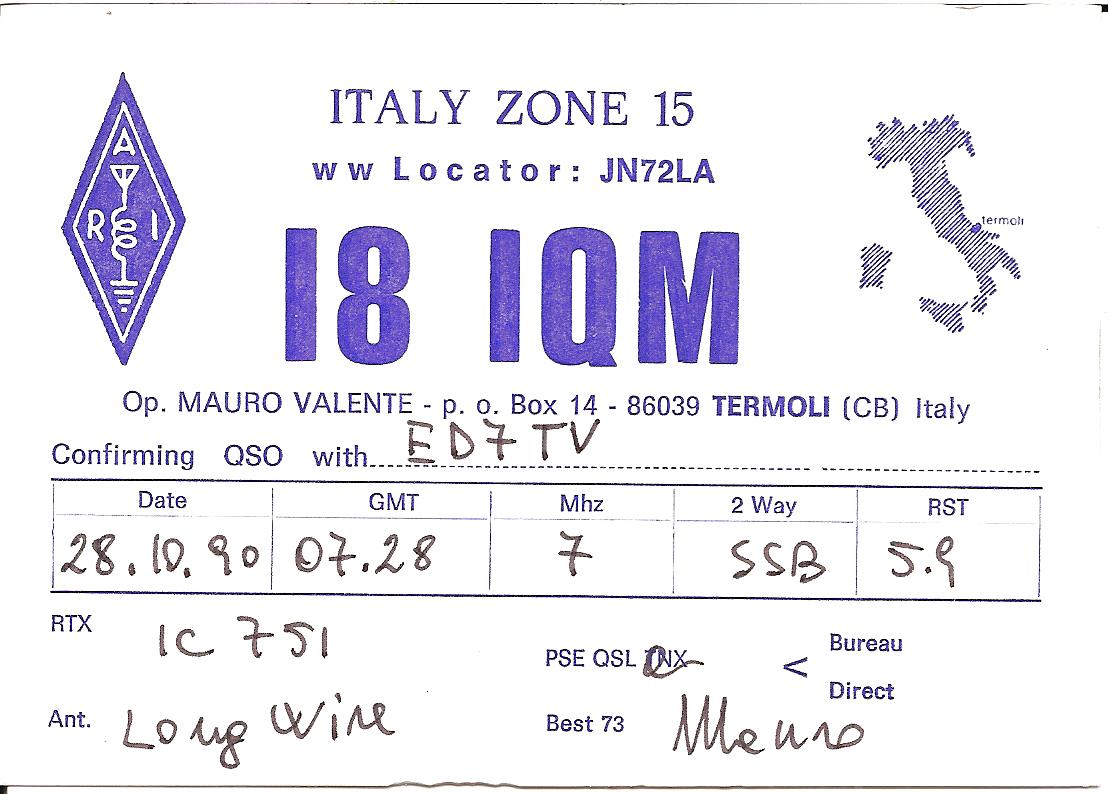 ITALY ZONE 15
ww Locator: JN72LA
A
R I
termoli
I8 IQM
Op. MAURO VALENTE - p. o. Box 14 - 86039 TERMOLI (CB) Italy
Confirming QSO with ED7TV
Date GMT Mhz 2 Way RST
28.10.90 07.28 7 SSB 5.9
RTX IC 751
PSE QSL TNX < Bureau
Direct
Ant. Long Wire
Best 73 Mauro